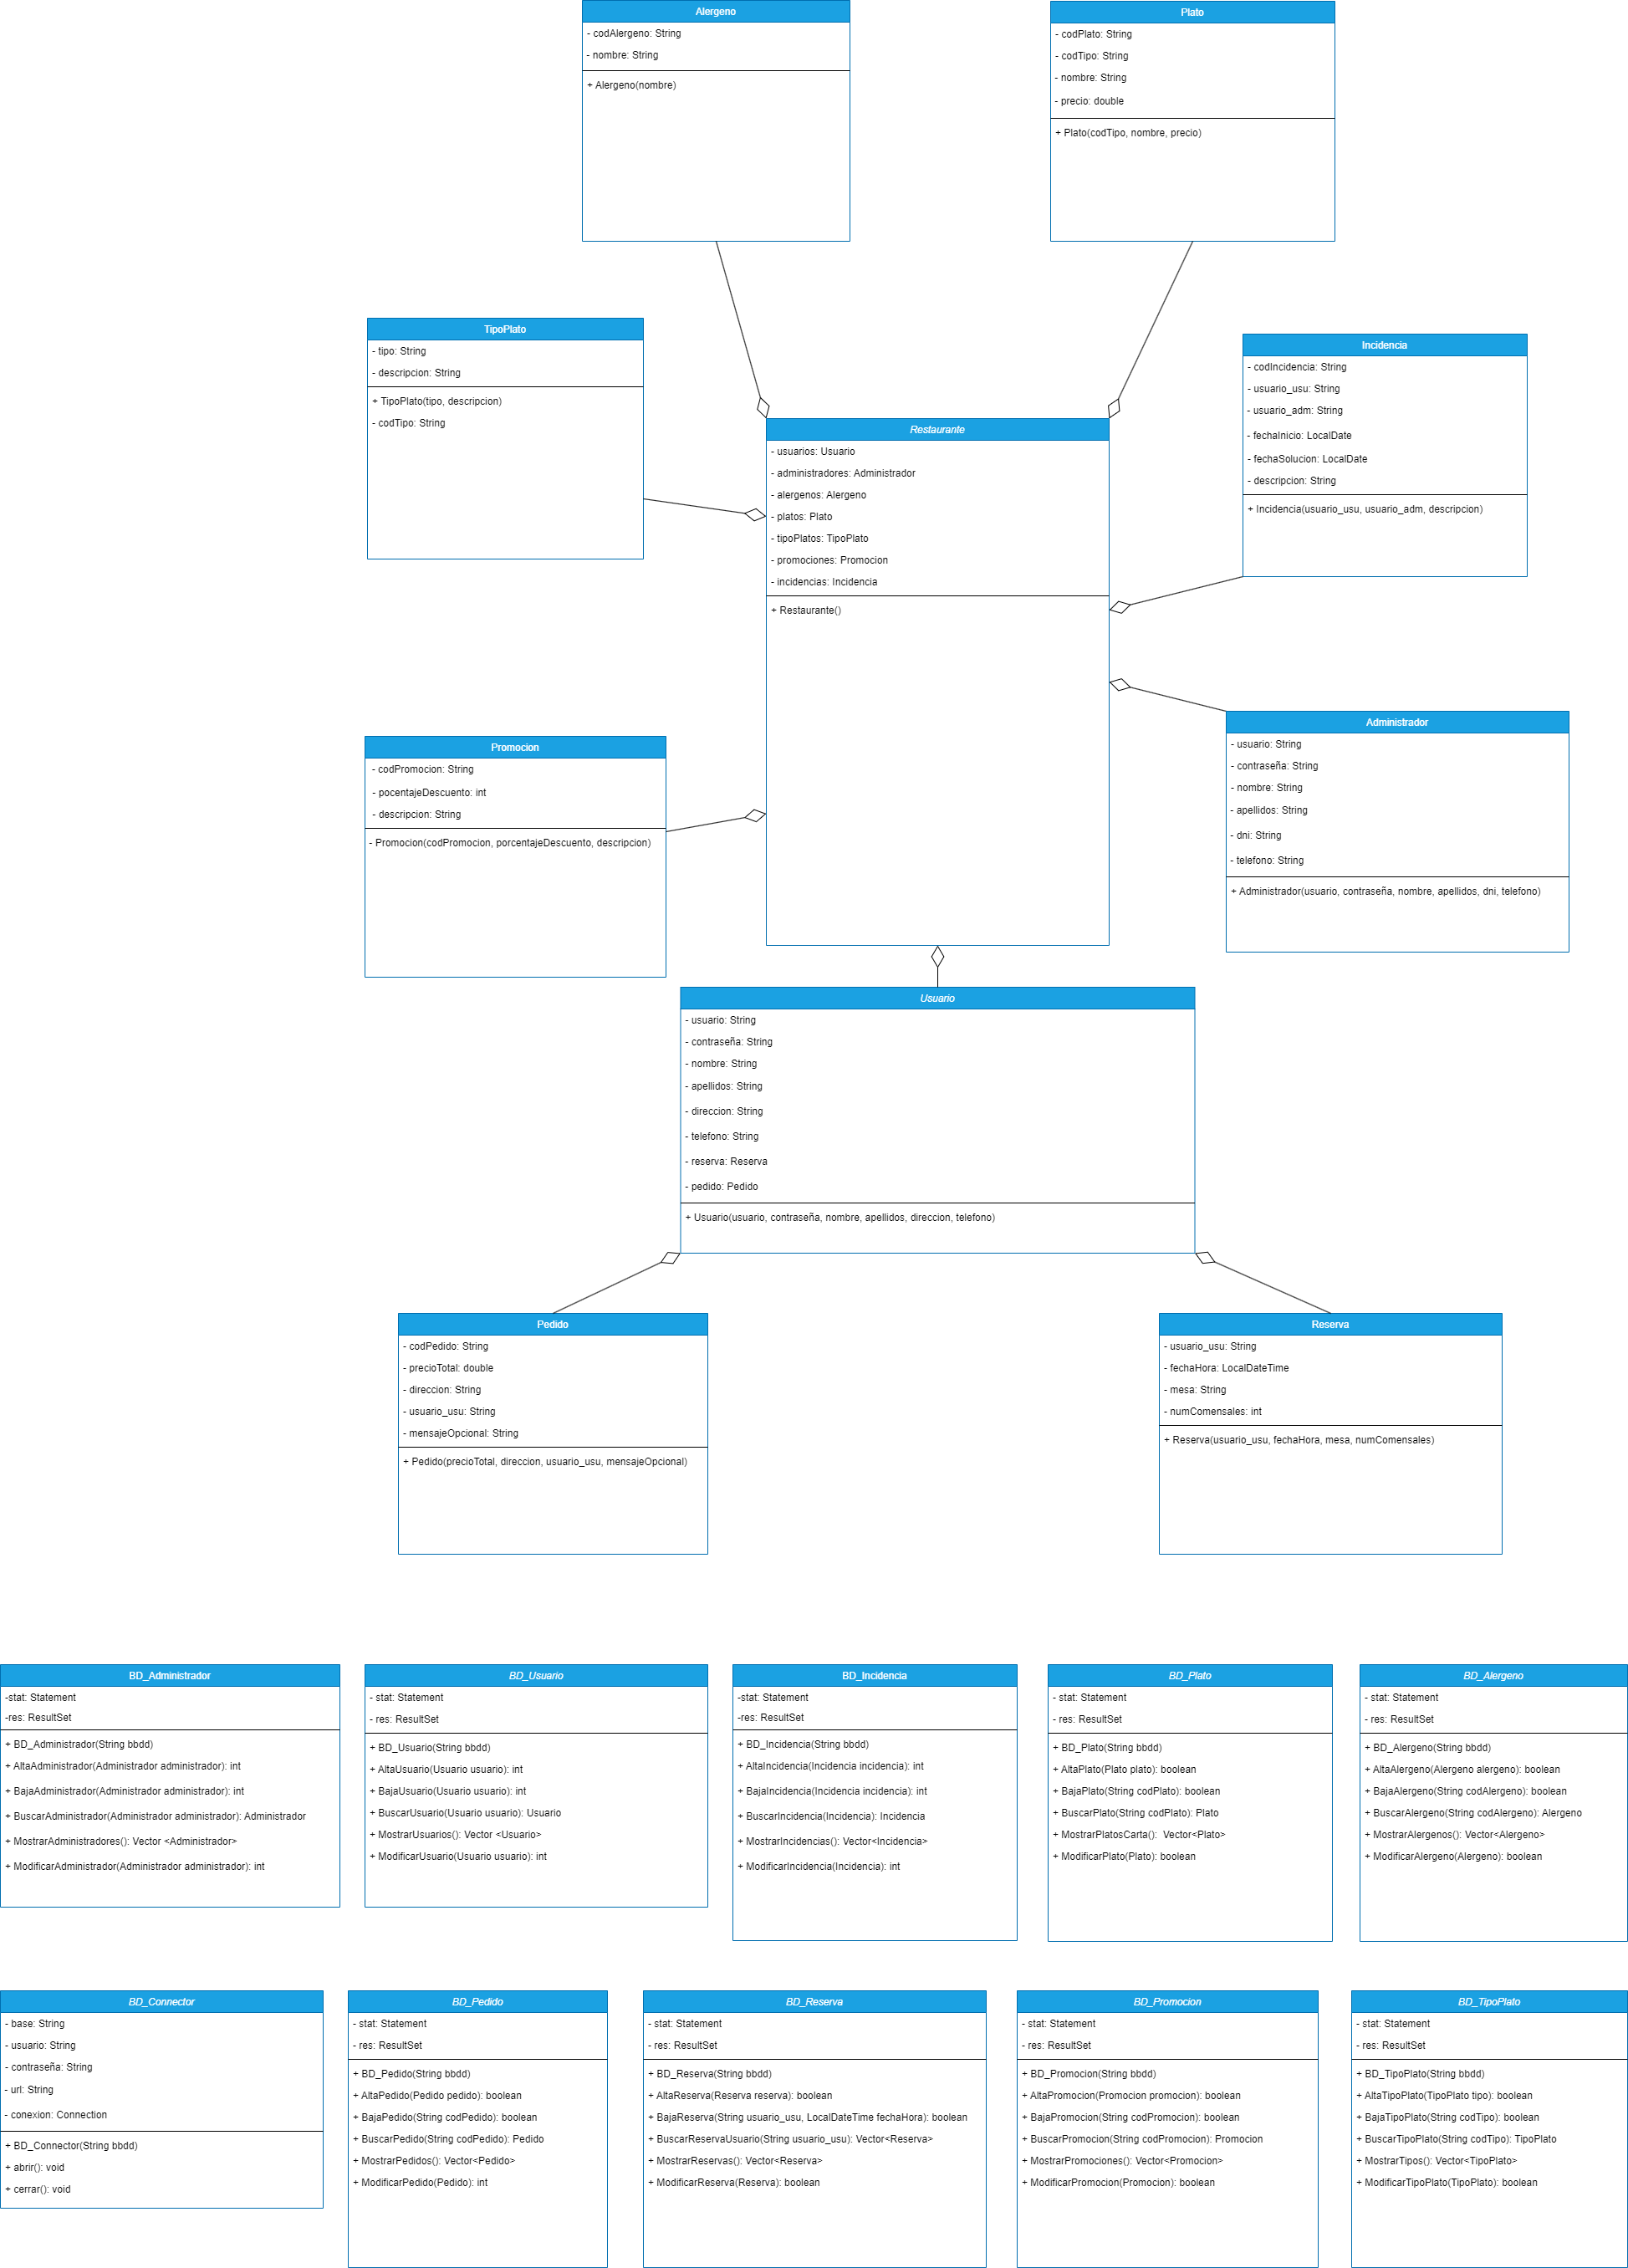 Alergeno
- codAlergeno: String
- nombre: String
+ Alergeno(nombre)
Plato
- codPlato: String
- codTipo: String
- nombre: String
- precio: double
+ Plato(codTipo, nombre, precio)
TipoPlato
- tipo: String
- descripcion: String
+ TipoPlato(tipo, descripcion)
- codTipo: String
Incidencia
- codIncidencia: String
- usuario_usu: String
- usuario_adm: String
- fechaInicio: LocalDate
- fechaSolucion: LocalDate
- descripcion: String
+ Incidencia(usuario_usu, usuario_adm, descripcion)
Restaurante
- usuarios: Usuario
- administradores: Administrador
- alergenos: Alergeno
- platos: Plato
- tipoPlatos: TipoPlato
- promociones: Promocion
- incidencias: Incidencia
+ Restaurante()
Administrador
- usuario: String
- contraseña: String
- nombre: String
- apellidos: String
- dni: String
- telefono: String
+ Administrador(usuario, contraseña, nombre, apellidos, dni, telefono)
Promocion
- codPromocion: String
- pocentajeDescuento: int
- descripcion: String
- Promocion(codPromocion, porcentajeDescuento, descripcion)
Usuario
- usuario: String
- contraseña: String
- nombre: String
- apellidos: String
- direccion: String
- telefono: String
- reserva: Reserva
- pedido: Pedido
+ Usuario(usuario, contraseña, nombre, apellidos, direccion, telefono)
Pedido
- codPedido: String
- precioTotal: double
- direccion: String
- usuario_usu: String
- mensajeOpcional: String
+ Pedido(precioTotal, direccion, usuario_usu, mensajeOpcional)
Reserva
- usuario_usu: String
- fechaHora: LocalDateTime
- mesa: String
- numComensales: int
+ Reserva(usuario_usu, fechaHora, mesa, numComensales)
BD_Administrador
-stat: Statement
-res: ResultSet
+ BD_Administrador(String bbdd)
+ AltaAdministrador(Administrador administrador): int
+ BajaAdministrador(Administrador administrador): int
+ BuscarAdministrador(Administrador administrador): Administrador
+ MostrarAdministradores(): Vector <Administrador>
+ ModificarAdministrador(Administrador administrador): int
BD_Usuario
- stat: Statement
- res: ResultSet
+ BD_Usuario(String bbdd)
+ AltaUsuario(Usuario usuario): int
+ BajaUsuario(Usuario usuario): int
+ BuscarUsuario(Usuario usuario): Usuario
+ MostrarUsuarios(): Vector <Usuario>
+ ModificarUsuario(Usuario usuario): int
BD_Incidencia
-stat: Statement
-res: ResultSet
+ BD_Incidencia(String bbdd)
+ AltaIncidencia(Incidencia incidencia): int
+ BajaIncidencia(Incidencia incidencia): int
+ BuscarIncidencia(Incidencia): Incidencia
+ MostrarIncidencias(): Vector<Incidencia>
+ ModificarIncidencia(Incidencia): int
BD_Plato
- stat: Statement
- res: ResultSet
+ BD_Plato(String bbdd)
+ AltaPlato(Plato plato): boolean
+ BajaPlato(String codPlato): boolean
+ BuscarPlato(String codPlato): Plato
+ MostrarPlatosCarta(): Vector<Plato>
+ ModificarPlato(Plato): boolean
BD_Alergeno
- stat: Statement
- res: ResultSet
+ BD_Alergeno(String bbdd)
+ AltaAlergeno(Alergeno alergeno): boolean
+ BajaAlergeno(String codAlergeno): boolean
+ BuscarAlergeno(String codAlergeno): Alergeno
+ MostrarAlergenos(): Vector<Alergeno>
+ ModificarAlergeno(Alergeno): boolean
BD_Connector
- base: String
- usuario: String
- contraseña: String
- url: String
- conexion: Connection
+ BD_Connector(String bbdd)
+ abrir(): void
+ cerrar(): void
BD_Pedido
- stat: Statement
- res: ResultSet
+ BD_Pedido(String bbdd)
+ AltaPedido(Pedido pedido): boolean
+ BajaPedido(String codPedido): boolean
+ BuscarPedido(String codPedido): Pedido
+ MostrarPedidos(): Vector<Pedido>
+ ModificarPedido(Pedido): int
BD_Reserva
- stat: Statement
- res: ResultSet
+ BD_Reserva(String bbdd)
+ AltaReserva(Reserva reserva): boolean
+ BajaReserva(String usuario_usu, LocalDateTime fechaHora): boolean
+ BuscarReservaUsuario(String usuario_usu): Vector<Reserva>
+ MostrarReservas(): Vector<Reserva>
+ ModificarReserva(Reserva): boolean
BD_Promocion
- stat: Statement
- res: ResultSet
+ BD_Promocion(String bbdd)
+ AltaPromocion(Promocion promocion): boolean
+ BajaPromocion(String codPromocion): boolean
+ BuscarPromocion(String codPromocion): Promocion
+ MostrarPromociones(): Vector<Promocion>
+ ModificarPromocion(Promocion): boolean
BD_TipoPlato
- stat: Statement
- res: ResultSet
+ BD_TipoPlato(String bbdd)
+ AltaTipoPlato(TipoPlato tipo): boolean
+ BajaTipoPlato(String codTipo): boolean
+ BuscarTipoPlato(String codTipo): TipoPlato
+ MostrarTipos(): Vector<TipoPlato>
+ ModificarTipoPlato(TipoPlato): boolean